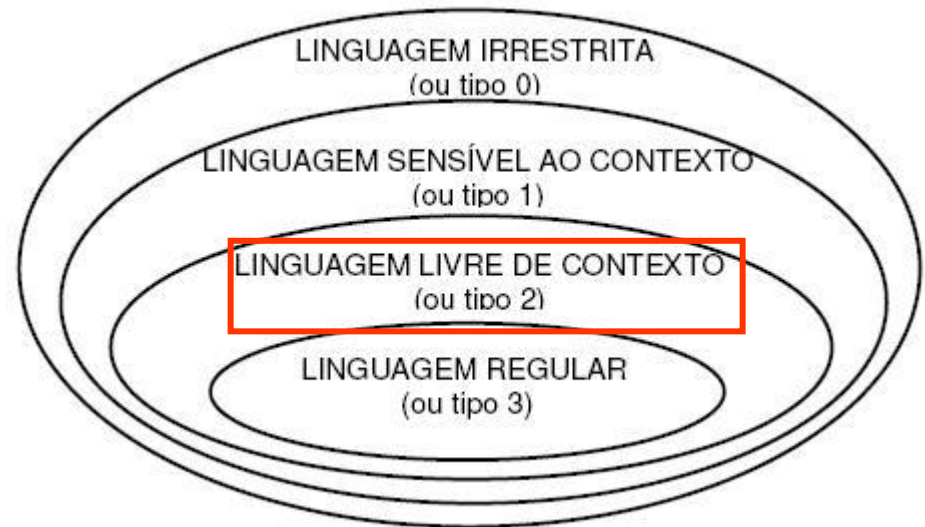 LINGUAGEM IRRESTRITA
(ou tipo 0)
LINGUAGEM SENSÍVEL AO CONTEXTO
(ou tipo 1)
LINGUAGEM LIVRE DE CONTEXTO
(ou tipo 2)
LINGUAGEM REGULAR
(ou tipo 3)